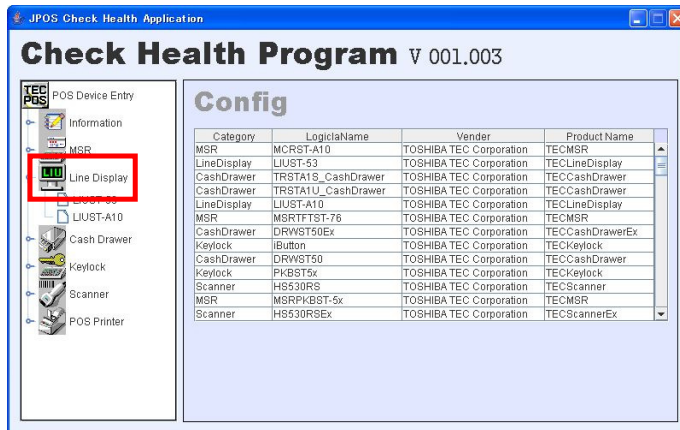 JPOS Check Health Application
Check Health Program V 001.003
TEC POS
POS Device Entry
Information
MSR
LIU
Line Display
LIUST-A10
Cash Drawer
Keylock
Scanner
POS Printer
Config
Category LogiclaName Vender Product Name
MSR MCRST-A10 TOSHIBA TEC Corporation TECMSR
LineDisplay LIUST-53 TOSHIBA TEC Corporation TECLineDisplay
CashDrawer TRSTA1S_CashDrawer TOSHIBA TEC Corporation TECCashDrawer
CashDrawer TRSTA1U_CashDrawer TOSHIBA TEC Corporation TECCashDrawer
LineDisplay LIUST-A10 TOSHIBA TEC Corporation TECLineDisplay
MSR MSRTFTST-76 TOSHIBA TEC Corporation TECMSR
CashDrawer DRWST50Ex TOSHIBA TEC Corporation TECCashDrawerEx
Keylock iButton TOSHIBA TEC Corporation TECKeylock
CashDrawer DRWST50 TOSHIBA TEC Corporation TECCashDrawer
Keylock PKBST5x TOSHIBA TEC Corporation TECKeylock
Scanner HS530RS TOSHIBA TEC Corporation TECScanner
MSR MSRPKBST-5x TOSHIBA TEC Corporation TECMSR
Scanner HS530RSEx TOSHIBA TEC Corporation TECScannerEx